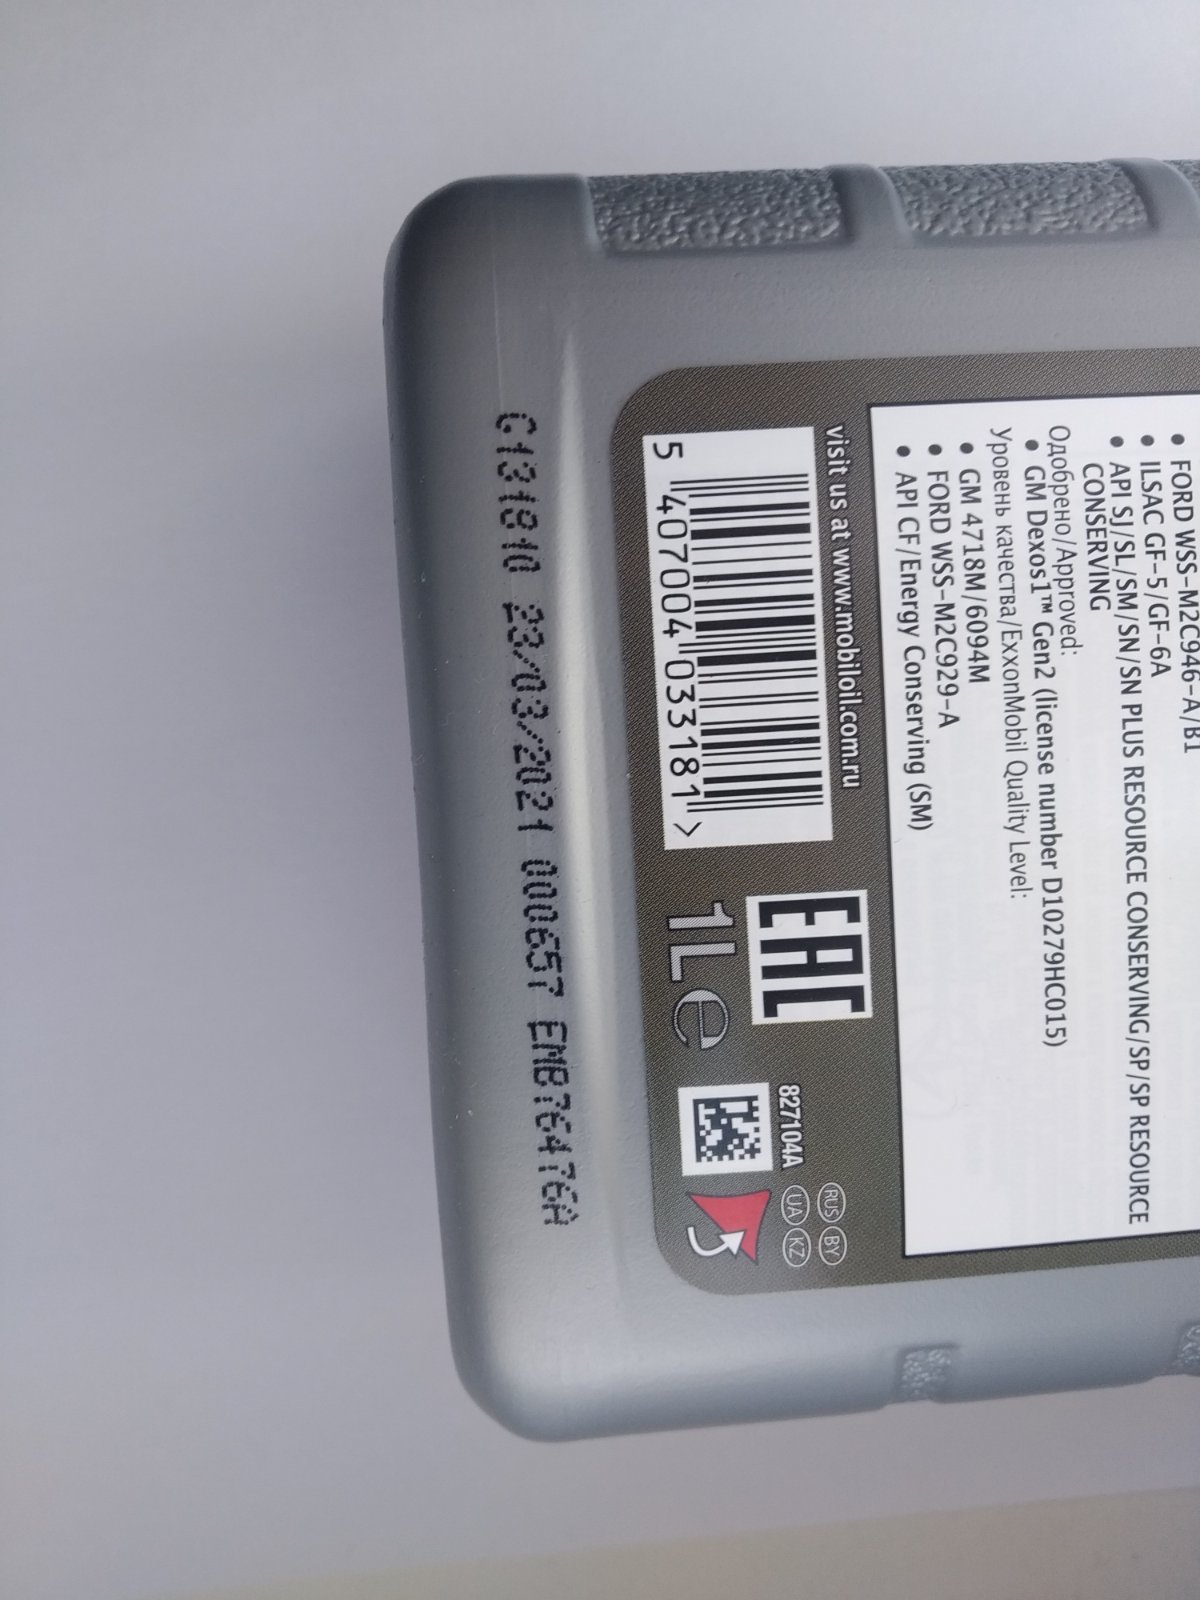 • FORD WSS-M2C946-A/B1
• ILSAC GF-5/GF-6A
• API SJ/SL/SM/SN/SN PLUS RESOURCE CONSERVING/SP/SP RESOURCE
CONSERVING
Одобрено/Approved:
• GM Dexos1™ Gen2 (license number D10279HC015)
Уровень качества/ExxonMobil Quality Level:
• GM 4718M/6094M
• FORD WSS-M2C929-A
• API CF/Energy Conserving (SM)
visit us at www.mobiloil.com.ru
5 407004 033181 >
EAC
1L e
827104A
RUS BY
UA KZ
C131810 23/03/2021 00657 EMB76476A